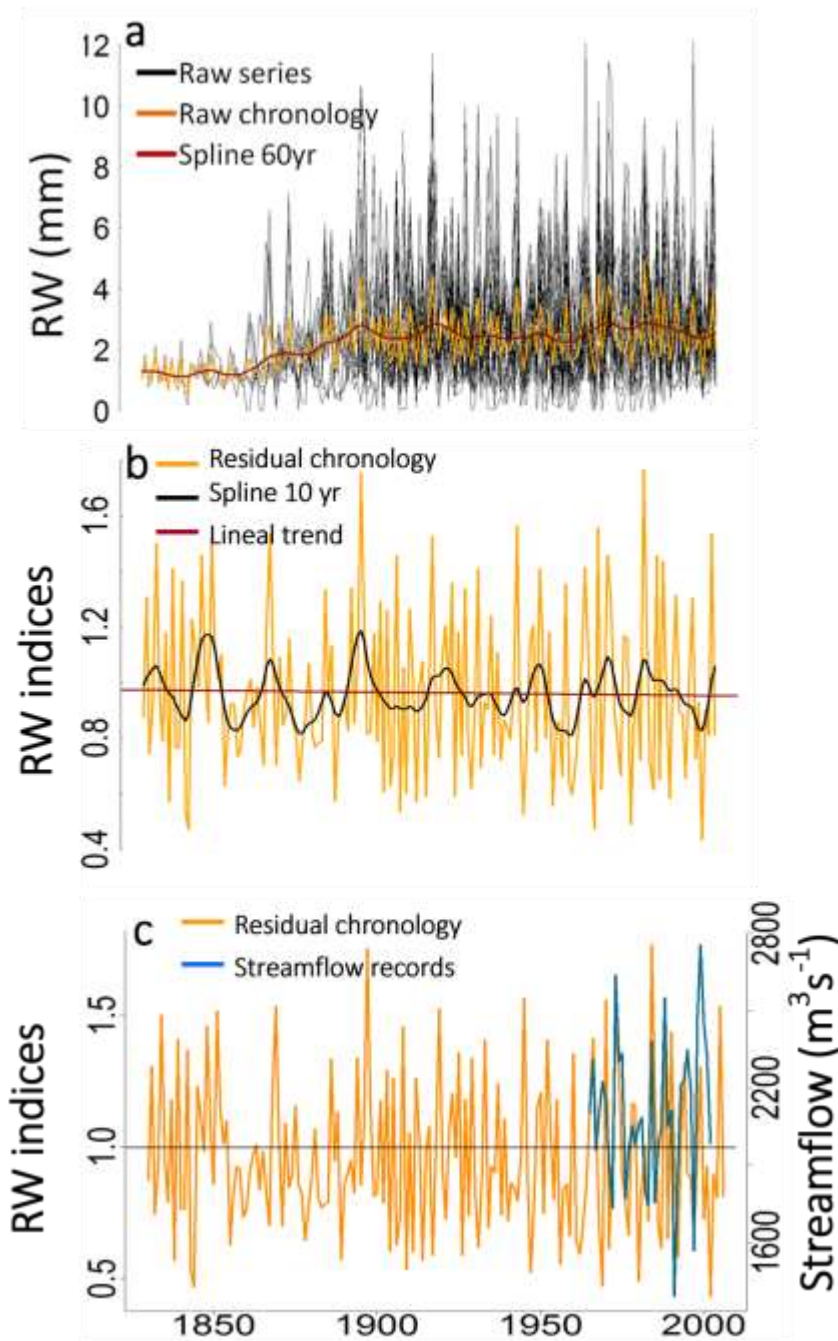 a
Raw series
Raw chronology
Spline 60yr
RW (mm)
12
10
8
6
4
2
0
b
Residual chronology
Spline 10 yr
Lineal trend
RW indices
1.6
1.2
0.8
0.4
c
Residual chronology
Streamflow records
RW indices
1.5
1.0
0.5
2800
2200
1600
Streamflow (m³s⁻¹)
1850 1900 1950 2000